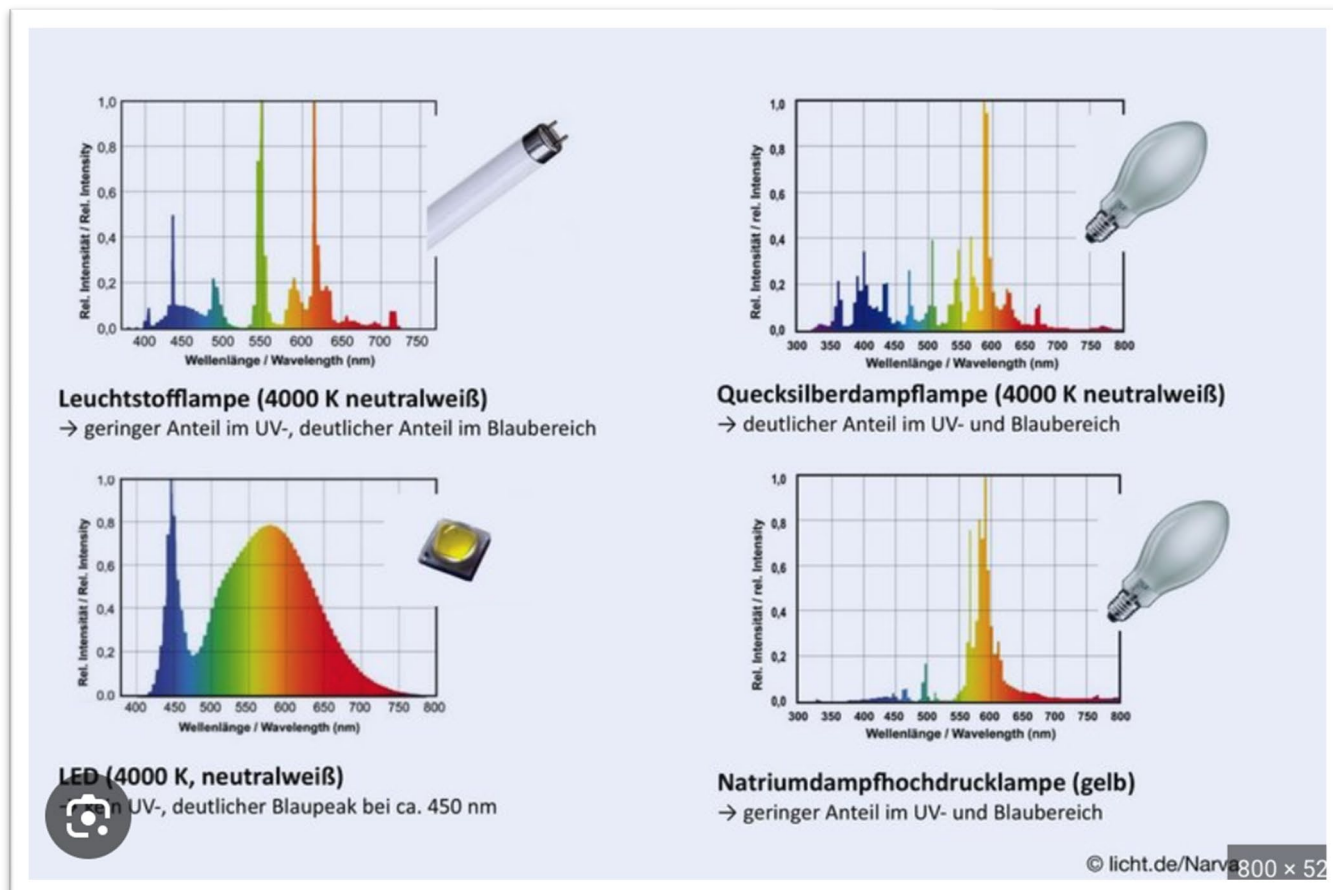 1,0
0,8
0,6
0,4
0,2
0,0
Rel. Intensität / Rel. Intensity
400 450 500 550 600 650 700 750
Wellenlänge / Wavelength (nm)
Leuchtstofflampe (4000 K neutralweiß)
→ geringer Anteil im UV-, deutlicher Anteil im Blaubereich
1,0
0,8
0,6
0,4
0,2
0,0
Rel. Intensität / rel. Intensity
300 350 400 450 500 550 600 650 700 750 800
Wellenlänge / Wavelength (nm)
Quecksilberdampflampe (4000 K neutralweiß)
→ deutlicher Anteil im UV- und Blaubereich
1,0
0,8
0,6
0,4
0,2
0.0
Rel. Intensität / Rel. Intensity
400 450 500 550 600 650 700 750 800
Wellenlänge / Wavelength (nm)
LED (4000 K, neutralweiß)
→ kein UV-, deutlicher Blaupeak bei ca. 450 nm
1,0
0,8
0,6
0,4
0,2
0,0
Rel. Intensität / rel. Intensity
300 350 400 450 500 550 600 650 700 750 800
Wellenlänge / Wavelength (nm)
Natriumdampfhochdrucklampe (gelb)
→ geringer Anteil im UV- und Blaubereich
© licht.de/Narva
800 × 52